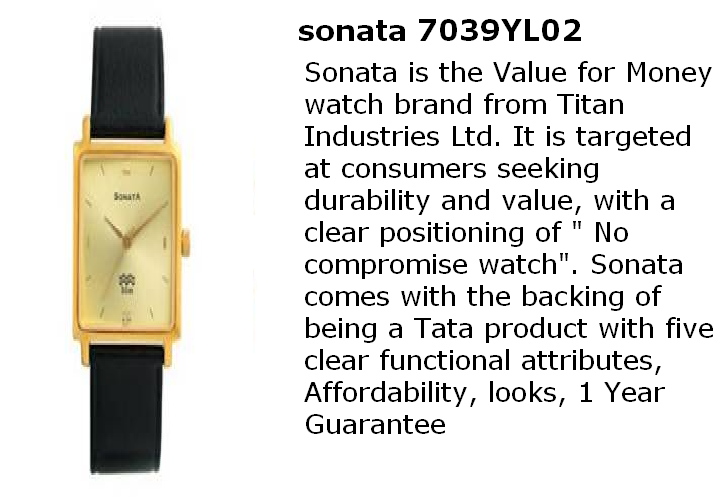 sonata 7039YL02
Sonata is the Value for Money
watch brand from Titan
Industries Ltd. It is targeted
at consumers seeking
durability and value, with a
clear positioning of " No
compromise watch". Sonata
comes with the backing of
being a Tata product with five
clear functional attributes,
Affordability, looks, 1 Year
Guarantee
SONATA